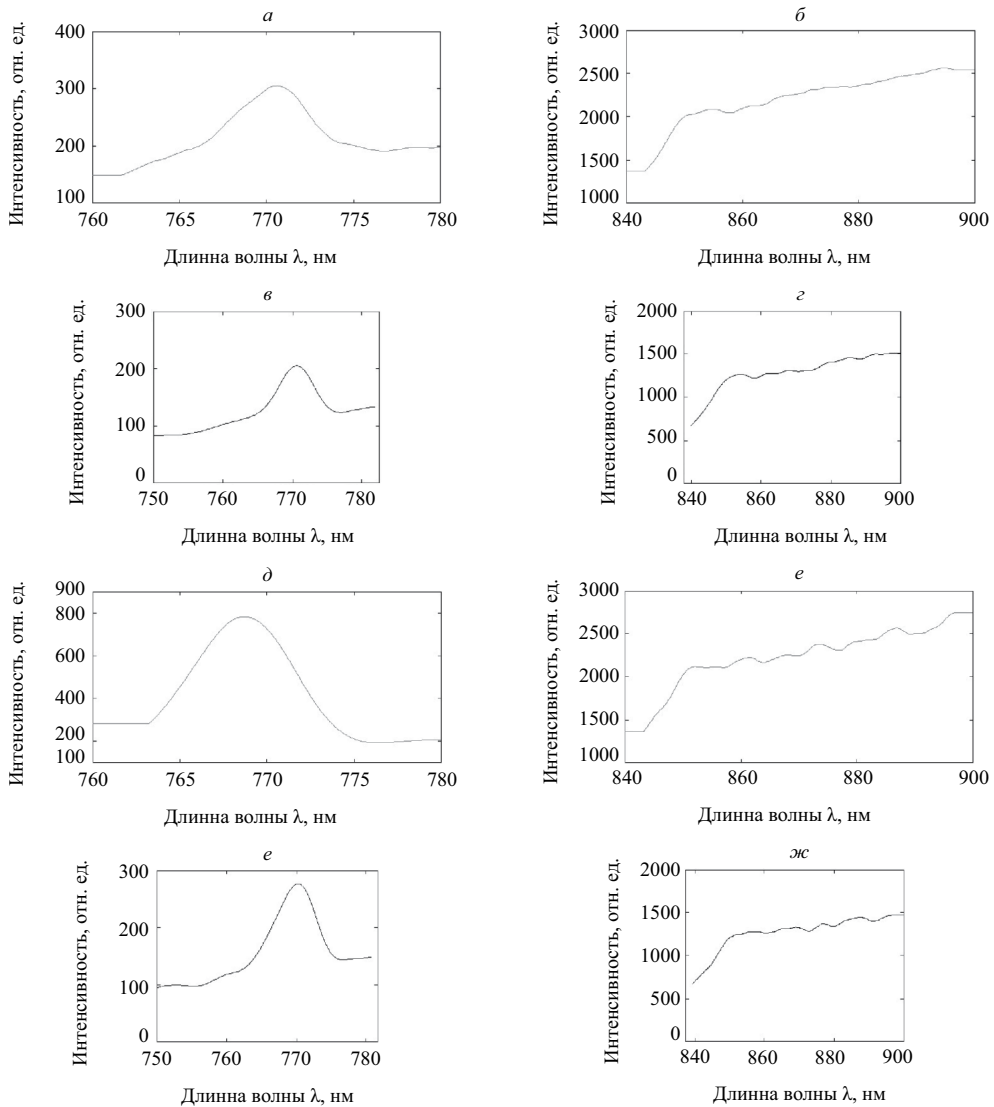 а
Интенсивность, отн. ед.
400
300
200
100
760 765 770 775 780
Длинна волны λ, нм
б
Интенсивность, отн. ед.
3000
2500
2000
1500
1000
840 860 880 900
Длинна волны λ, нм
в
Интенсивность, отн. ед.
300
200
100
0
750 760 770 780
Длинна волны λ, нм
г
Интенсивность, отн. ед.
2000
1500
1000
500
0
840 860 880 900
Длинна волны λ, нм
д
Интенсивность, отн. ед.
900
800
600
400
200
100
760 765 770 775 780
Длинна волны λ, нм
е
Интенсивность, отн. ед.
3000
2500
2000
1500
1000
840 860 880 900
Длинна волны λ, нм
е
Интенсивность, отн. ед.
300
200
100
0
750 760 770 780
Длинна волны λ, нм
ж
Интенсивность, отн. ед.
2000
1500
1000
500
0
840 860 880 900
Длинна волны λ, нм